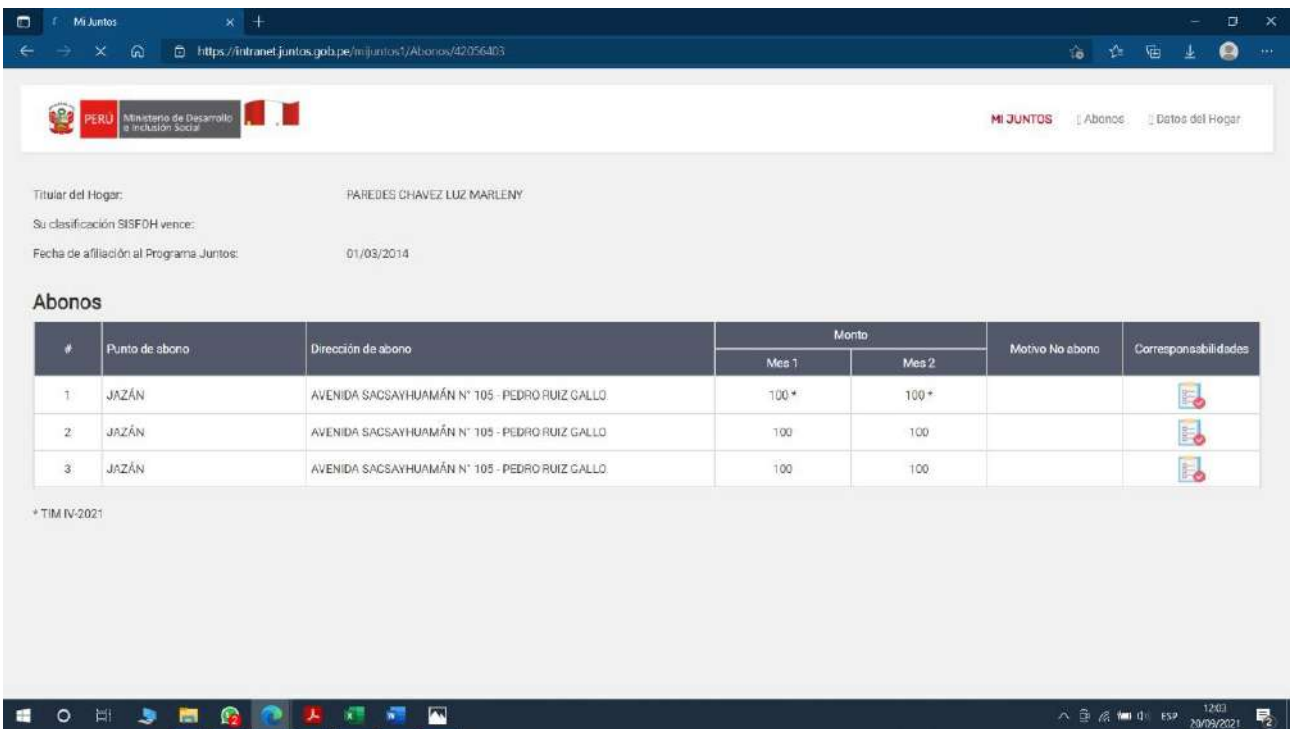 Mi Juntos
https://intranet.juntos.gob.pe/mijuntos1/Abonos/42056403
PERÚ Ministerio de Desarrollo
e Inclusión Social
MI JUNTOS Abonos Datos del Hogar
Titular del Hogar: PAREDES CHAVEZ LUZ MARLENY
Su clasificación SISFOH vence:
Fecha de afiliación al Programa Juntos: 01/03/2014
Abonos
# Punto de abono Dirección de abono Monto Motivo No abono Corresponsabilidades
Mes 1 Mes 2
1 JAZÁN AVENIDA SACSAYHUAMÁN N° 105 - PEDRO RUIZ GALLO 100 * 100 *
2 JAZÁN AVENIDA SACSAYHUAMÁN N° 105 - PEDRO RUIZ GALLO 100 100
3 JAZÁN AVENIDA SACSAYHUAMÁN N° 105 - PEDRO RUIZ GALLO 100 100
* TIM IV-2021
ESP 12:03
20/09/2021